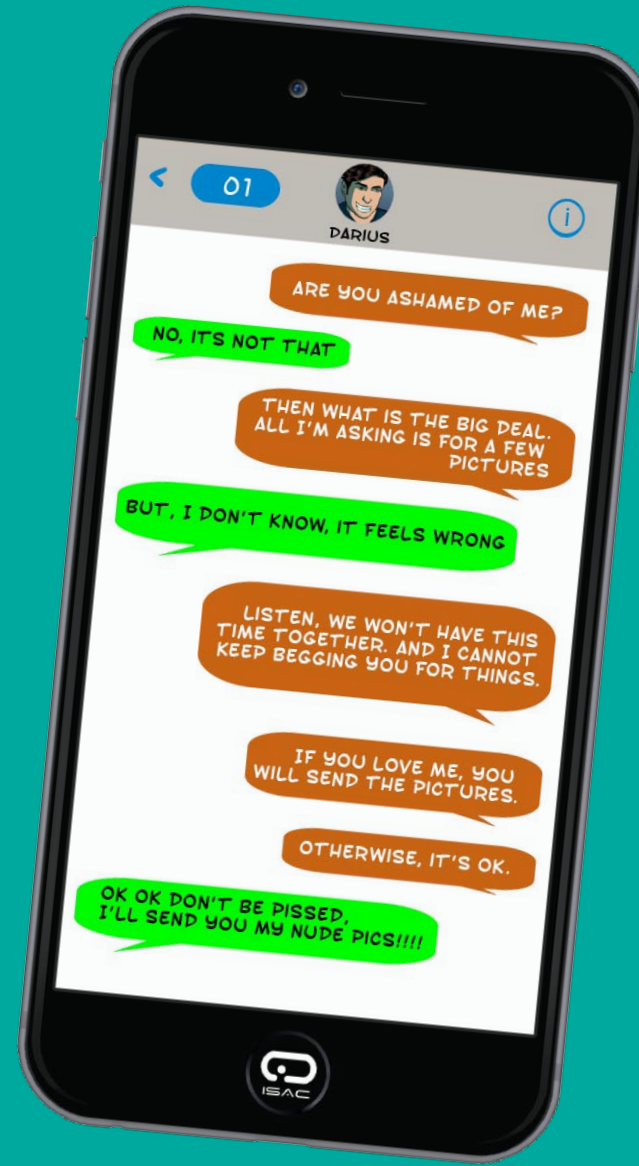 01
DARIUS
ARE YOU ASHAMED OF ME?
NO, ITS NOT THAT
THEN WHAT IS THE BIG DEAL.
ALL I'M ASKING IS FOR A FEW
PICTURES
BUT, I DON'T KNOW, IT FEELS WRONG
LISTEN, WE WON'T HAVE THIS
TIME TOGETHER. AND I CANNOT
KEEP BEGGING YOU FOR THINGS.
IF YOU LOVE ME, YOU
WILL SEND THE PICTURES.
OTHERWISE, IT'S OK.
OK OK DON'T BE PISSED,
I'LL SEND YOU MY NUDE PICS!!!!
ISAC